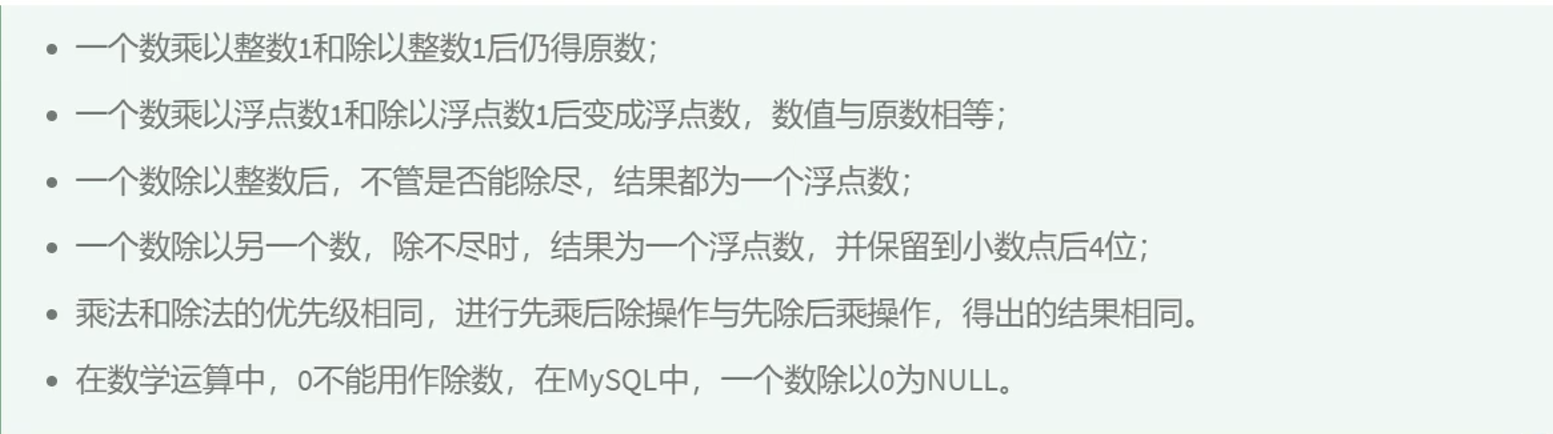 • 一个数乘以整数1和除以整数1后仍得原数；
• 一个数乘以浮点数1和除以浮点数1后变成浮点数，数值与原数相等；
• 一个数除以整数后，不管是否能除尽，结果都为一个浮点数；
• 一个数除以另一个数，除不尽时，结果为一个浮点数，并保留到小数点后4位；
• 乘法和除法的优先级相同，进行先乘后除操作与先除后乘操作，得出的结果相同。
• 在数学运算中，0不能用作除数，在MySQL中，一个数除以0为NULL。